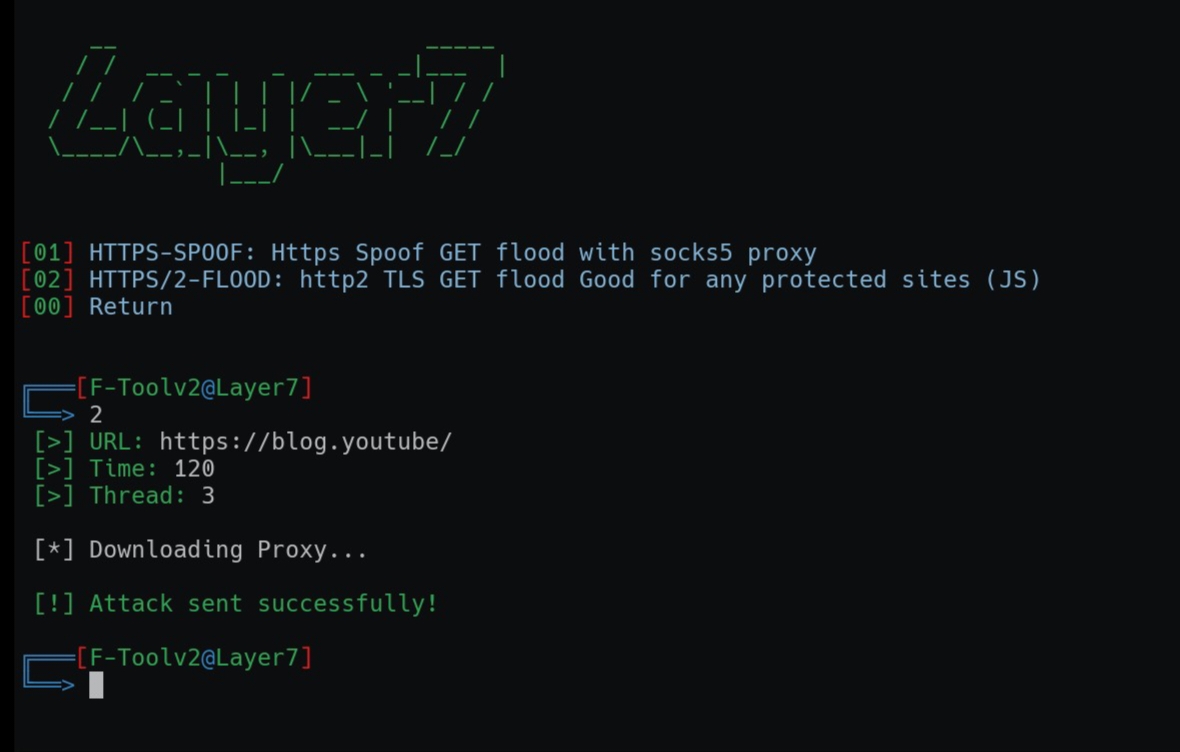 Layer7
[01] HTTPS-SPOOF: Https Spoof GET flood with socks5 proxy
[02] HTTPS/2-FLOOD: http2 TLS GET flood Good for any protected sites (JS)
[00] Return
╔═══[F-Toolv2@Layer7]
╚══> 2
[>] URL: https://blog.youtube/
[>] Time: 120
[>] Thread: 3
[*] Downloading Proxy...
[!] Attack sent successfully!
╔═══[F-Toolv2@Layer7]
╚══>